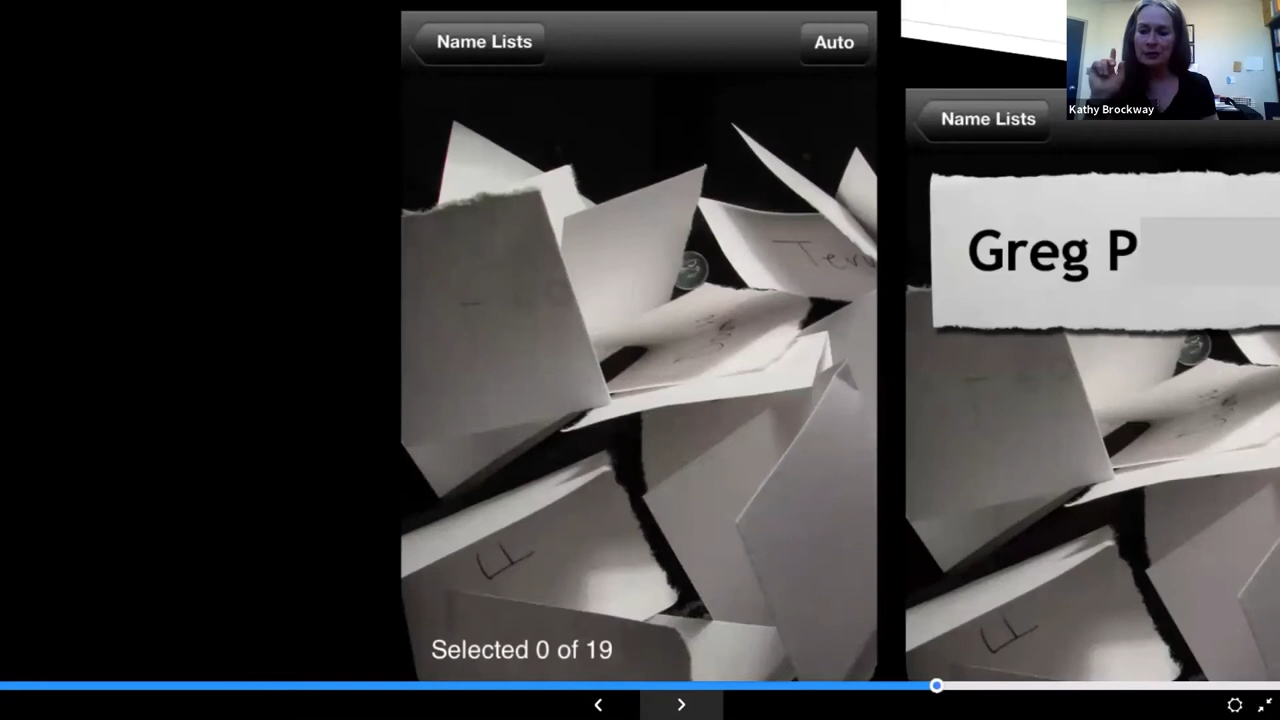 Name Lists
Auto
Kathy Brockway
Name Lists
Greg P
F
Selected 0 of 19
F